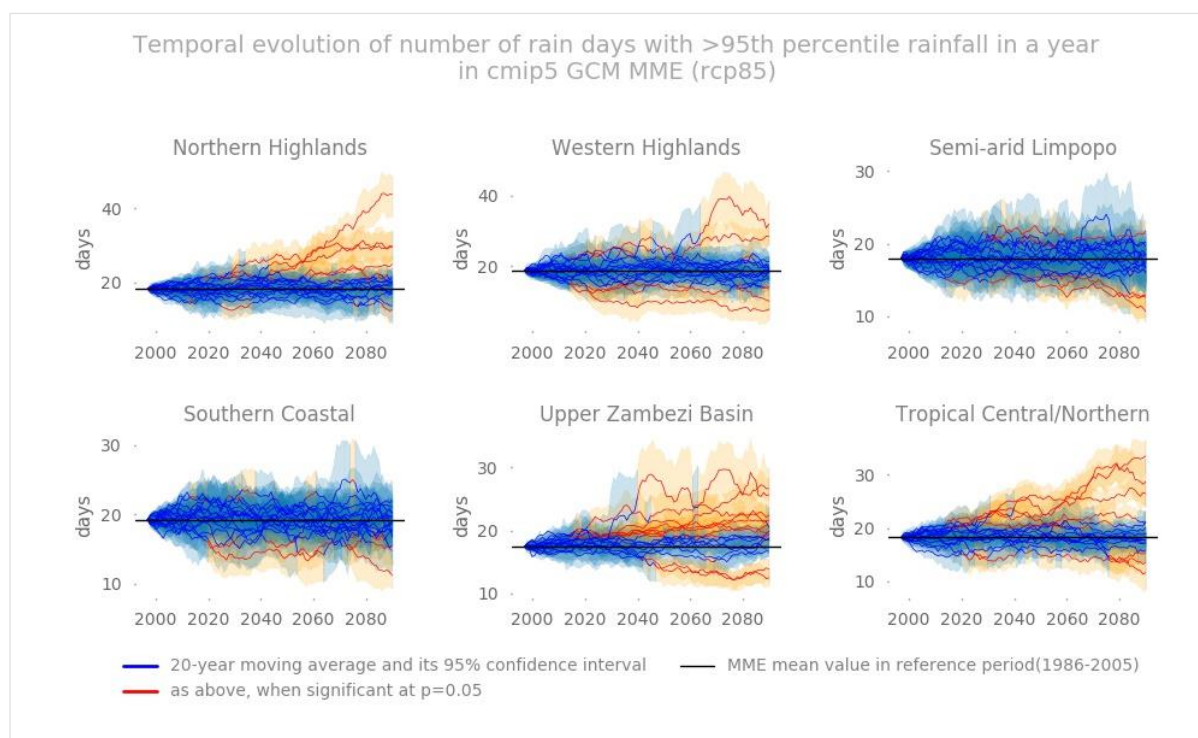 Temporal evolution of number of rain days with >95th percentile rainfall in a year
in cmip5 GCM MME (rcp85)
Northern Highlands
Western Highlands
Semi-arid Limpopo
days
40
20
2000 2020 2040 2060 2080
days
40
20
2000 2020 2040 2060 2080
days
30
20
10
2000 2020 2040 2060 2080
Southern Coastal
Upper Zambezi Basin
Tropical Central/Northern
days
30
20
10
2000 2020 2040 2060 2080
days
30
20
10
2000 2020 2040 2060 2080
days
30
20
10
2000 2020 2040 2060 2080
20-year moving average and its 95% confidence interval
MME mean value in reference period(1986-2005)
as above, when significant at p=0.05